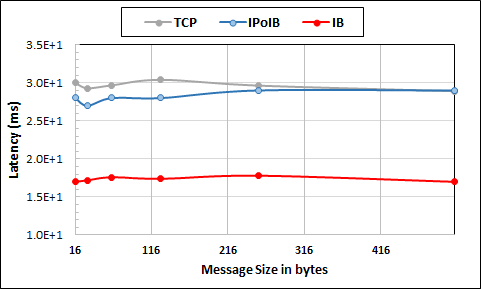 TCP IPoIB IB
3.5E+1
3.0E+1
2.5E+1
2.0E+1
1.5E+1
1.0E+1
Latency (ms)
16 116 216 316 416
Message Size in bytes